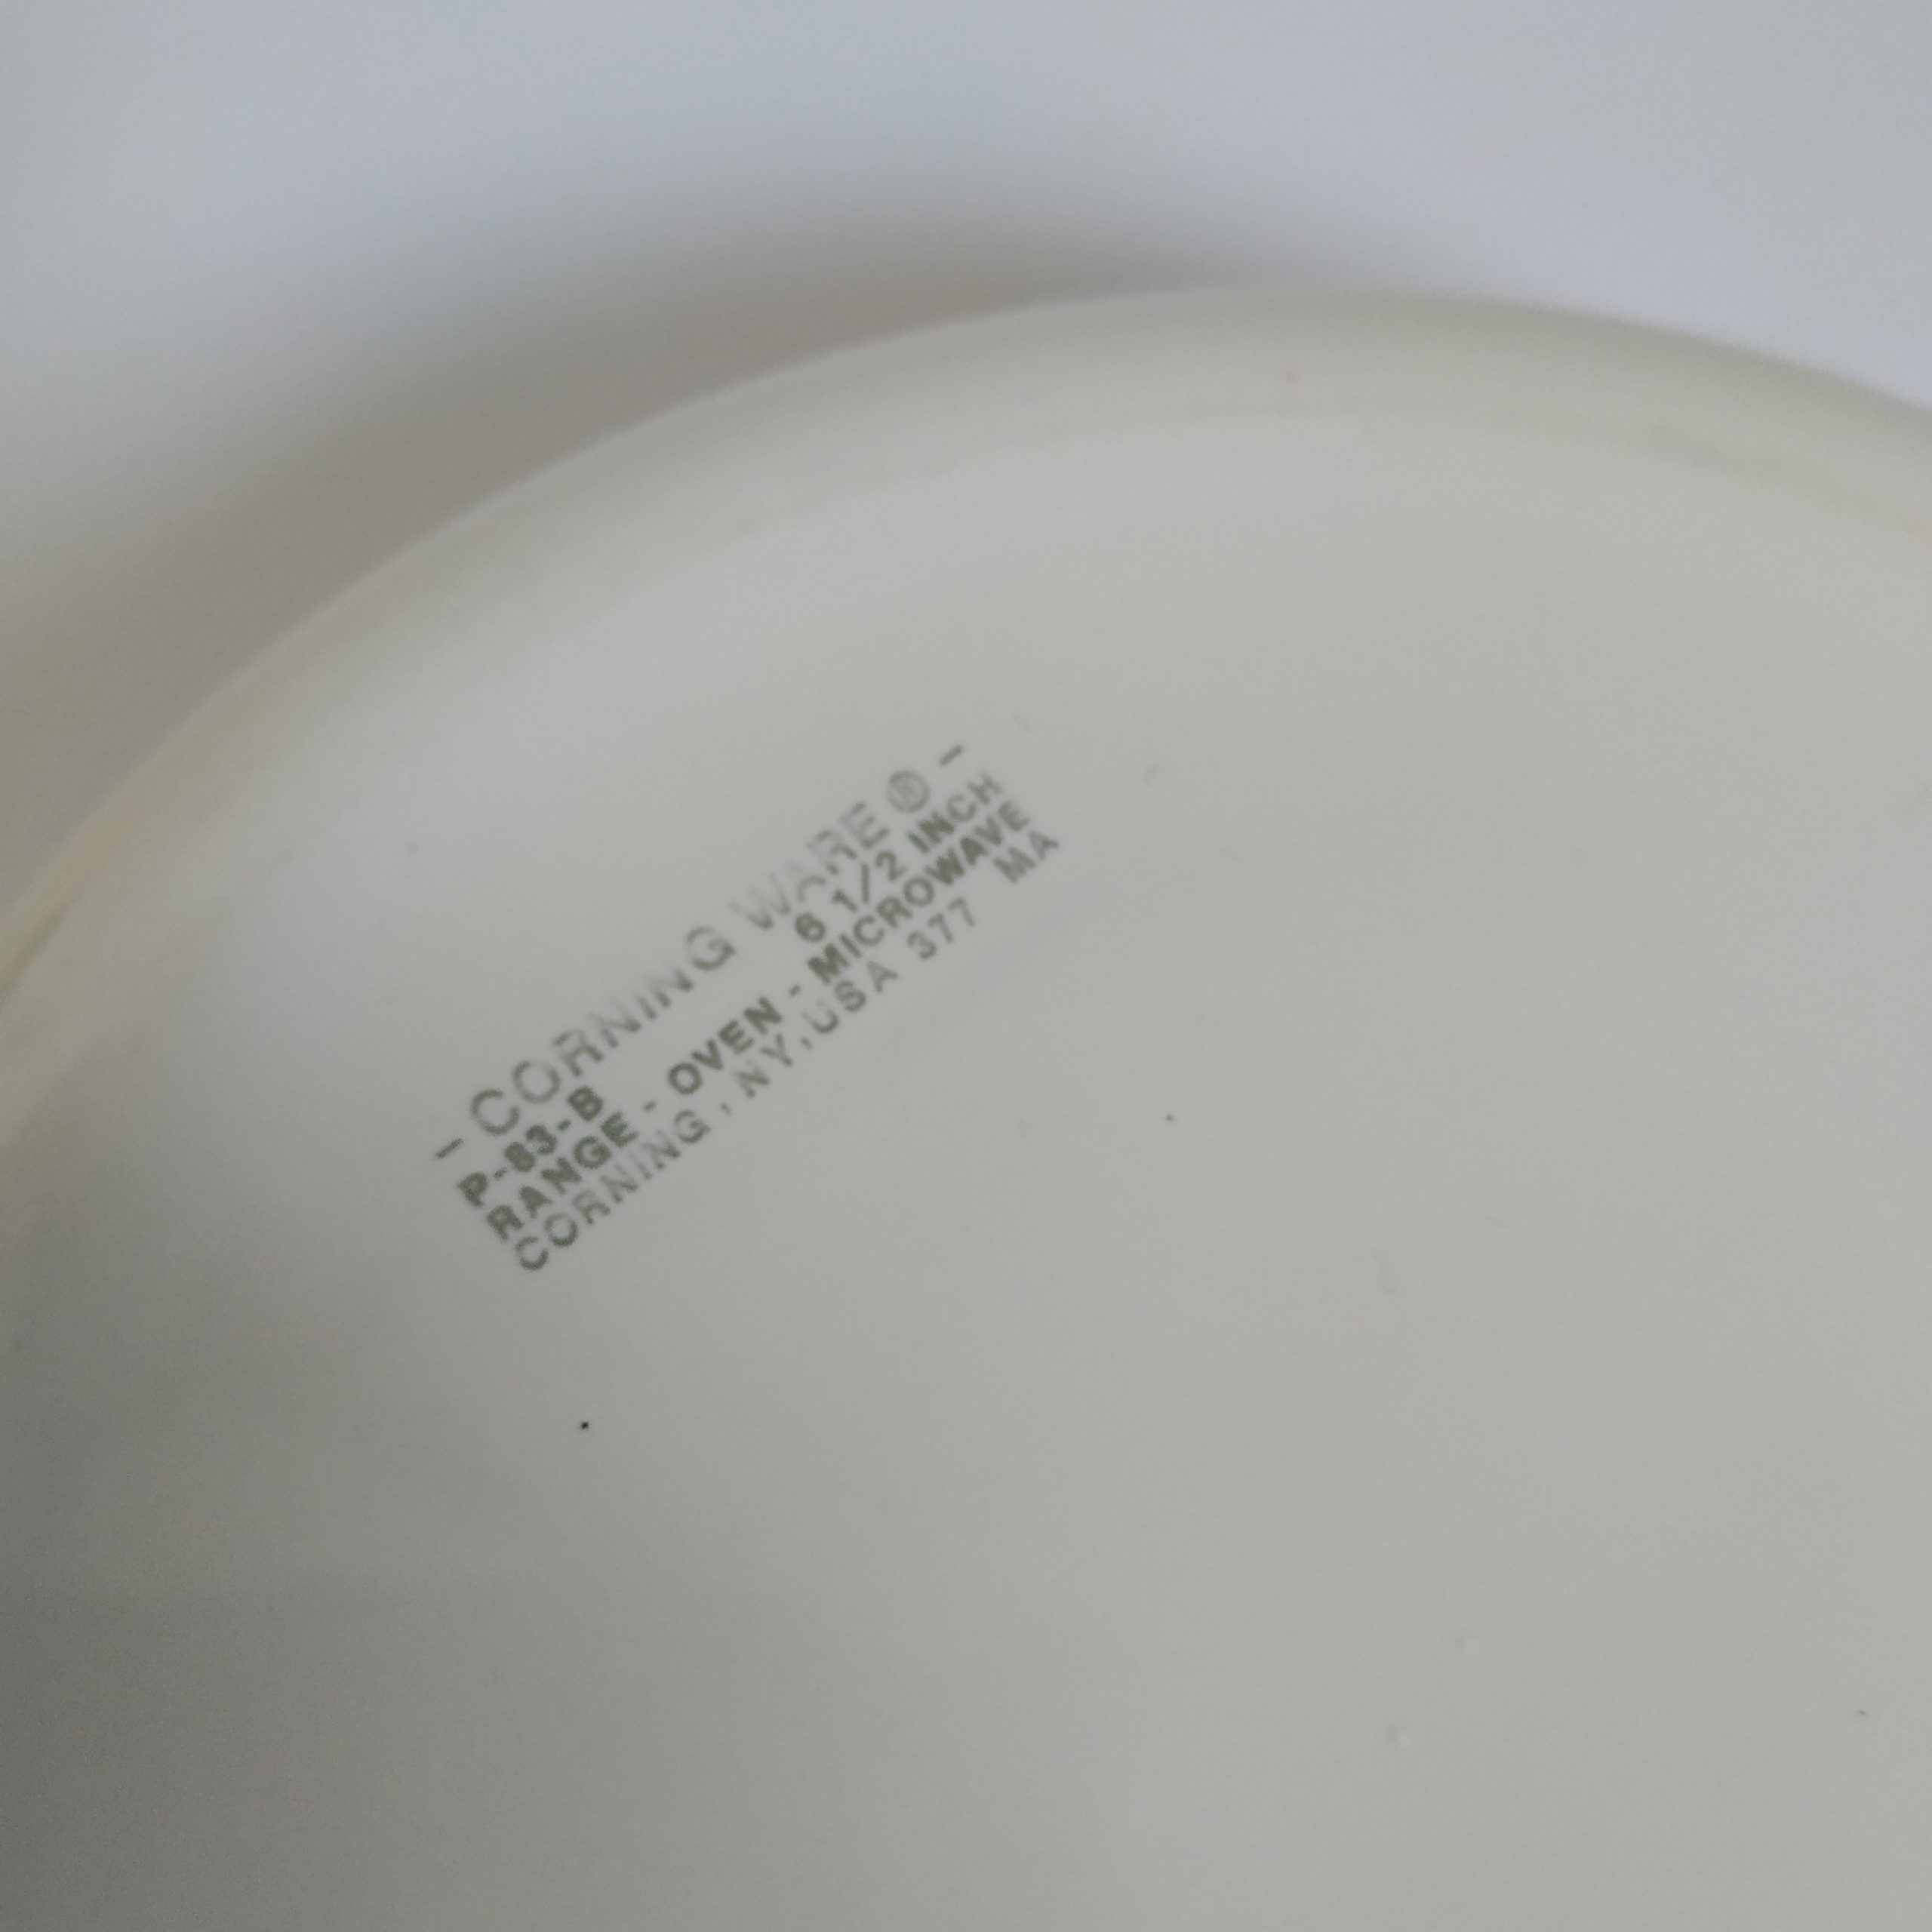 - CORNING WARE ® -
P-83-B 6 1/2 INCH
RANGE - OVEN - MICROWAVE
CORNING, NY, USA 377 MA